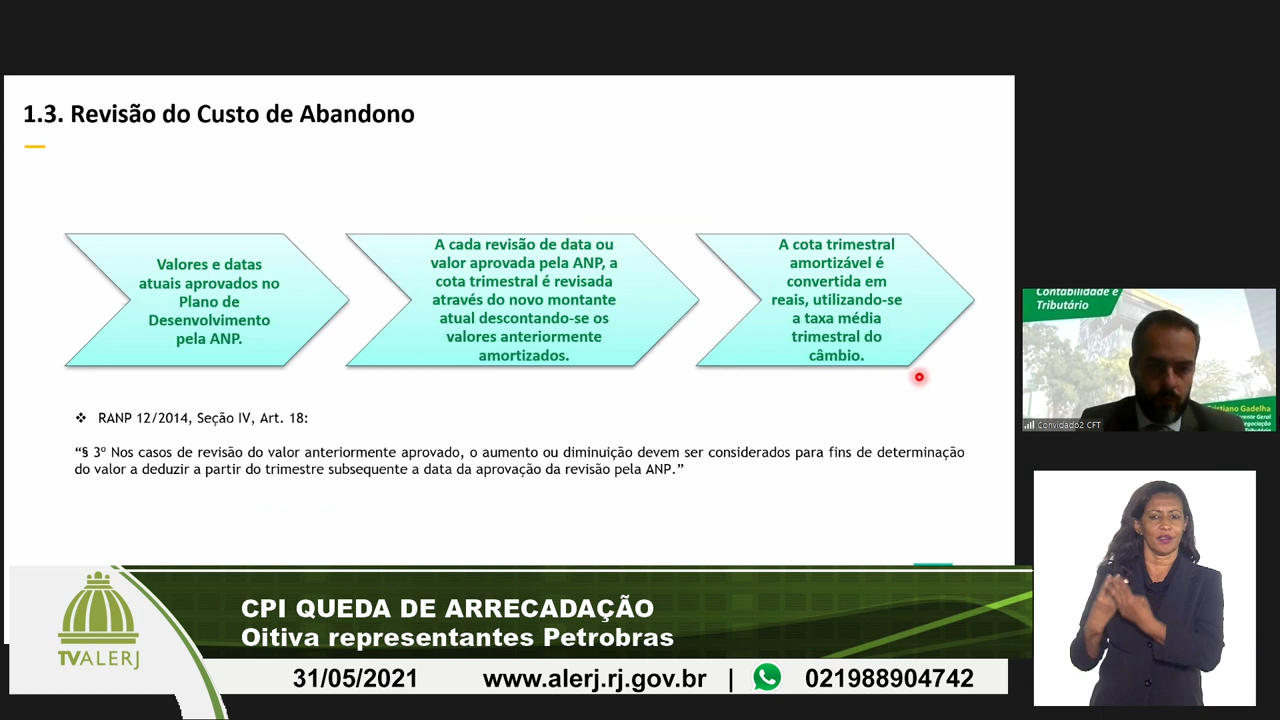 1.3. Revisão do Custo de Abandono
Valores e datas
atuais aprovados no
Plano de
Desenvolvimento
pela ANP.
A cada revisão de data ou
valor aprovada pela ANP, a
cota trimestral é revisada
através do novo montante
atual descontando-se os
valores anteriormente
amortizados.
A cota trimestral
amortizável é
convertida em
reais, utilizando-se
a taxa média
trimestral do
câmbio.
❖ RANP 12/2014, Seção IV, Art. 18:
“§ 3º Nos casos de revisão do valor anteriormente aprovado, o aumento ou diminuição devem ser considerados para fins de determinação
do valor a deduzir a partir do trimestre subsequente a data da aprovação da revisão pela ANP.”
Contabilidade e
Tributário
Cristiano Gadelha
Convidado2 CFT
TVALERJ
CPI QUEDA DE ARRECADAÇÃO
Oitiva representantes Petrobras
31/05/2021 www.alerj.rj.gov.br | 021988904742